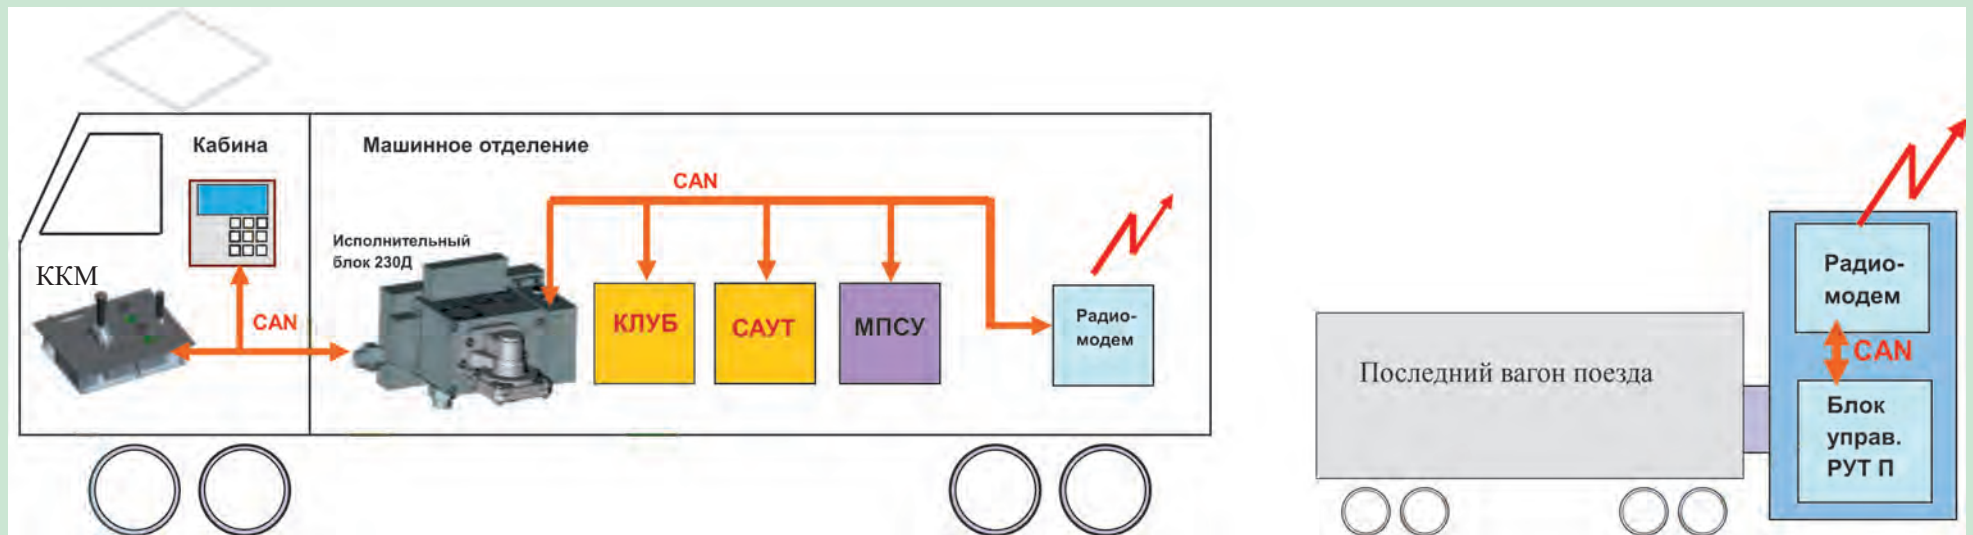 Кабина
Машинное отделение
CAN
Исполнительный
блок 230Д
ККМ
CAN
КЛУБ
САУТ
МПСУ
Радио-
модем
Последний вагон поезда
Радио-
модем
CAN
Блок
управ.
РУТ П